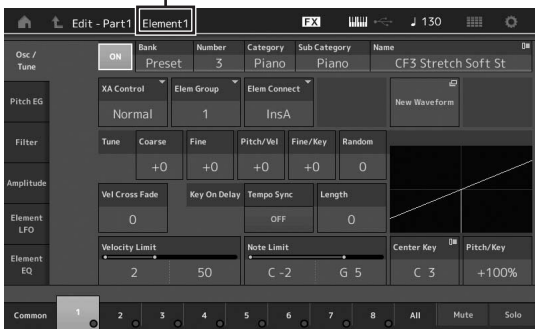 Edit - Part1 Element1 FX 130
Osc / Tune
ON
Bank Number Category Sub Category Name
Preset 3 Piano Piano CF3 Stretch Soft St
XA Control Elem Group Elem Connect
Normal 1 InsA New Waveform
Pitch EG
Filter
Tune Coarse Fine Pitch/Vel Fine/Key Random
+0 +0 +0 +0 0
Amplitude
Vel Cross Fade Key On Delay Tempo Sync Length
0 OFF 0
Element LFO
Element EQ
Velocity Limit Note Limit Center Key Pitch/Key
2 50 C -2 G 5 C 3 +100%
Common 1 2 3 4 5 6 7 8 All Mute Solo